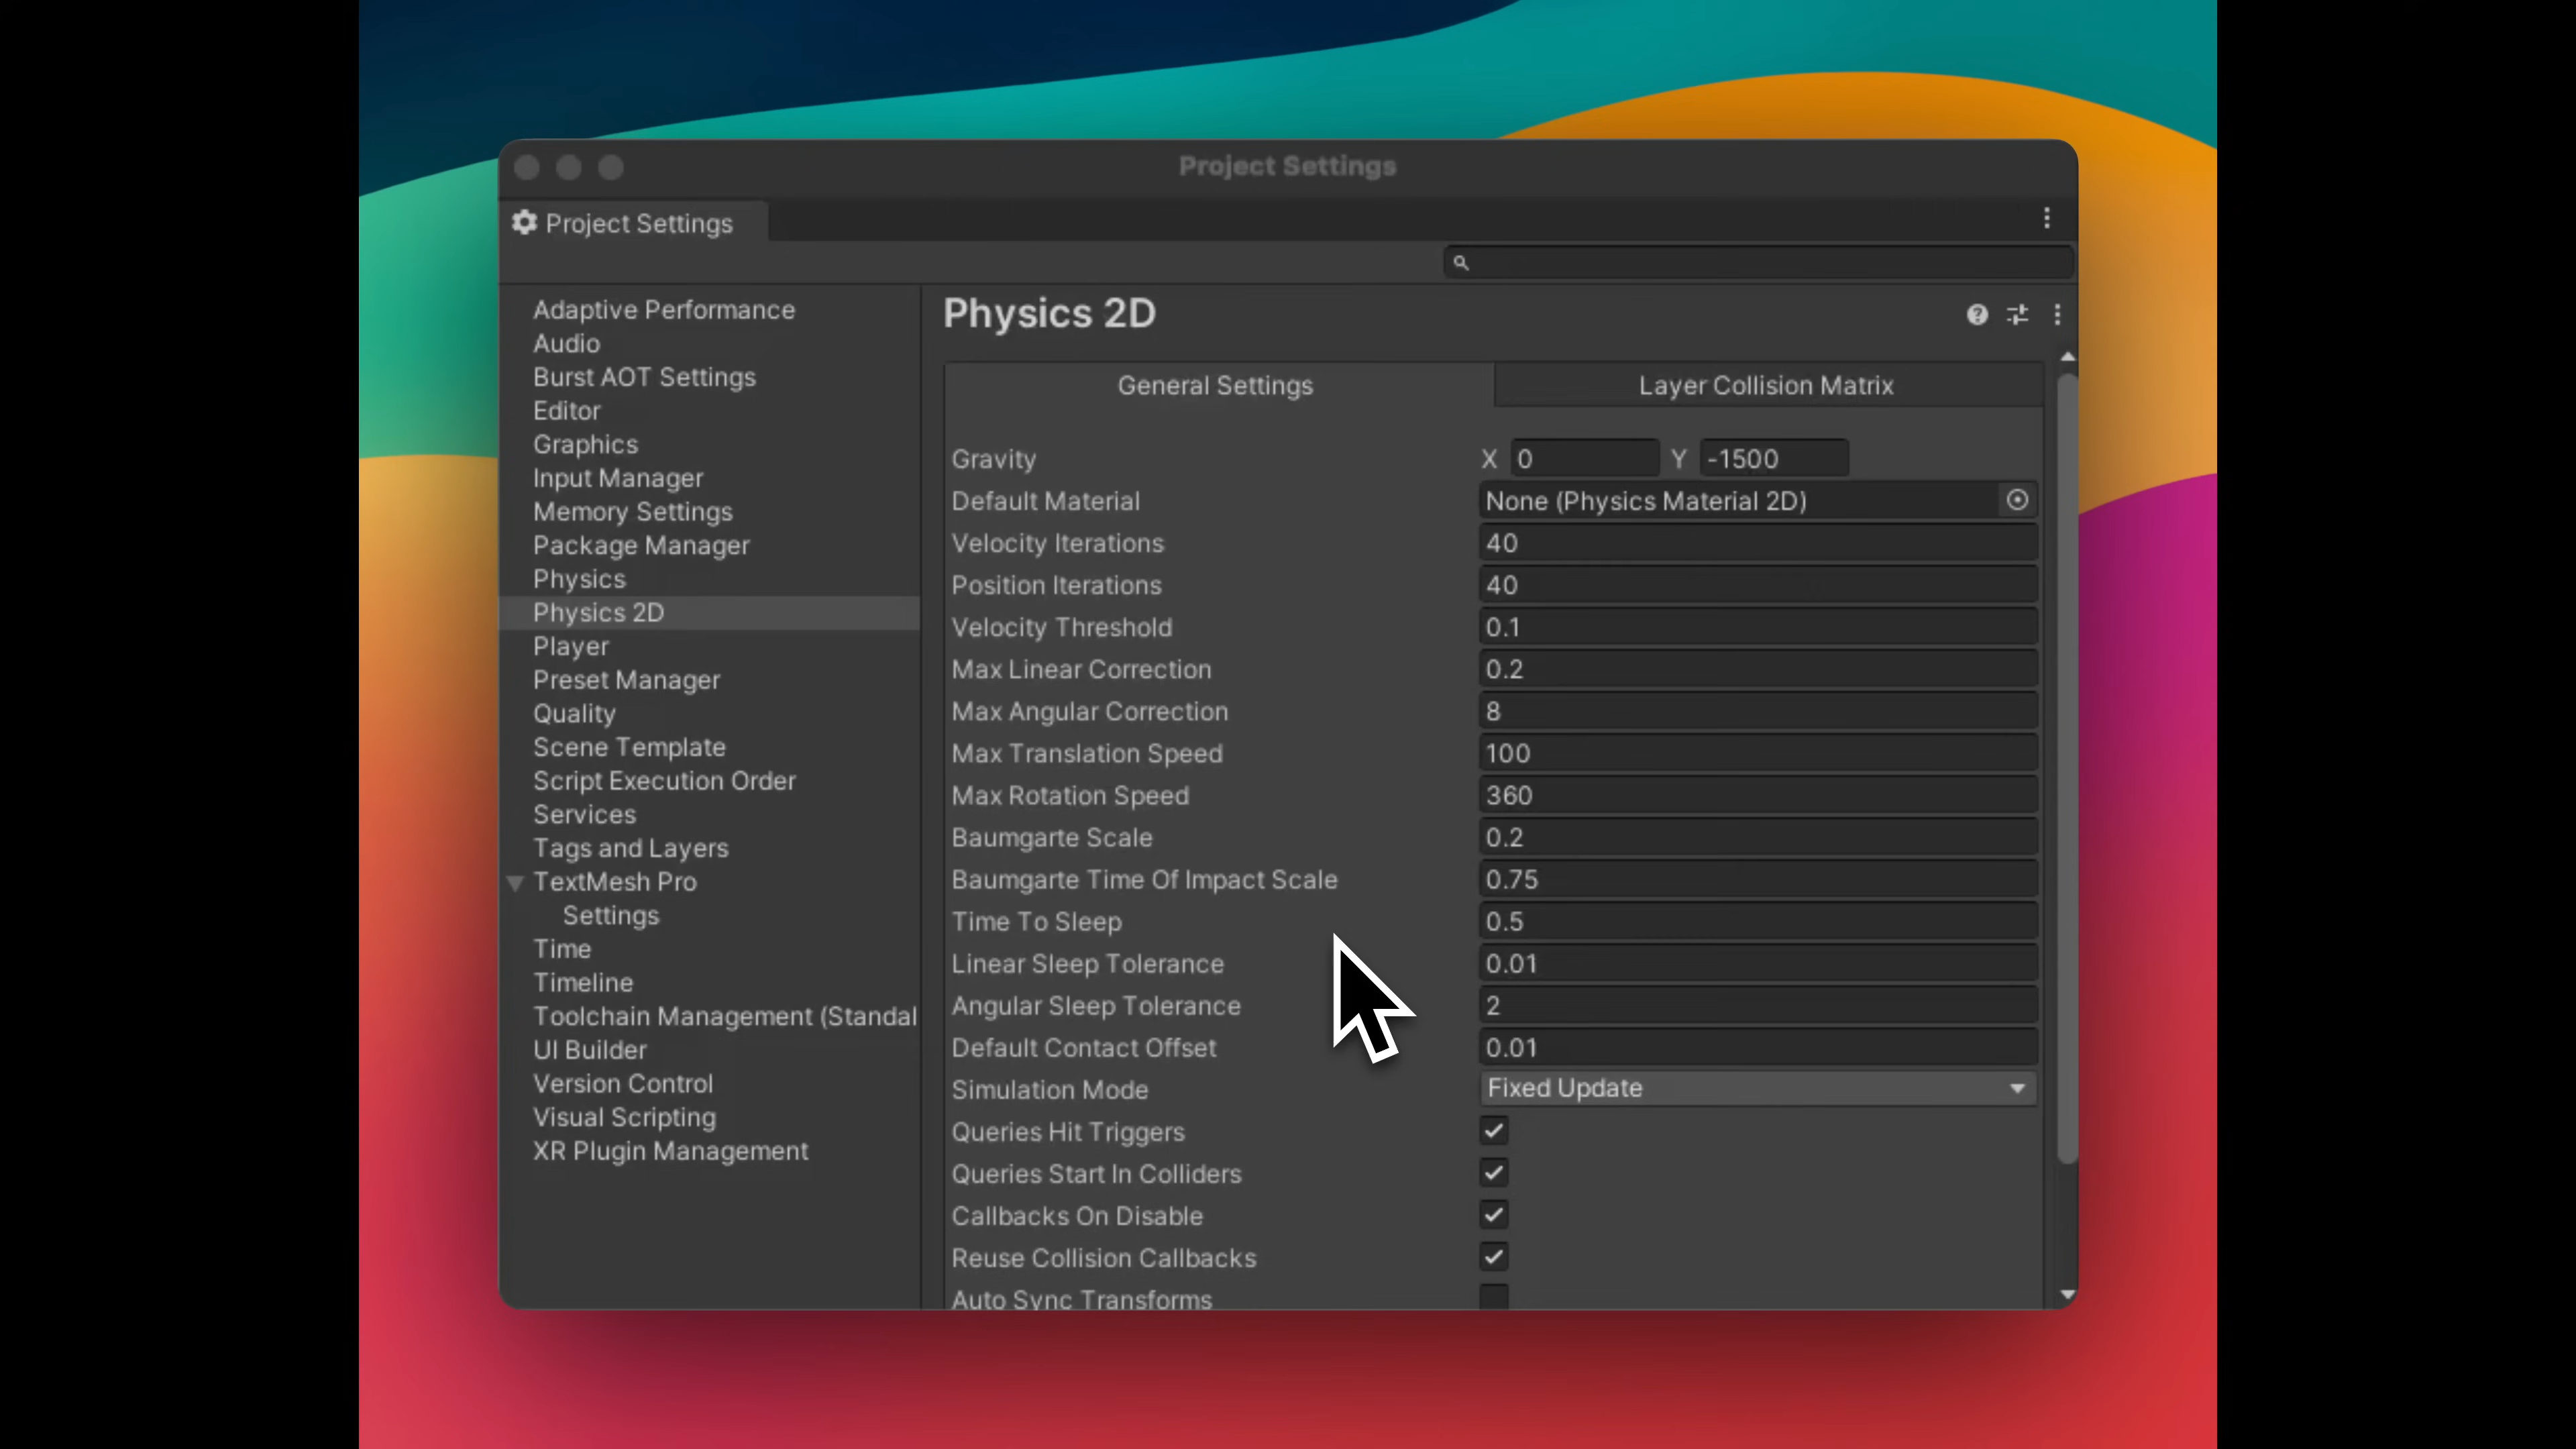 Project Settings
Project Settings
Adaptive Performance
Audio
Burst AOT Settings
Editor
Graphics
Input Manager
Memory Settings
Package Manager
Physics
Physics 2D
Player
Preset Manager
Quality
Scene Template
Script Execution Order
Services
Tags and Layers
TextMesh Pro
Settings
Time
Timeline
Toolchain Management (Standal
UI Builder
Version Control
Visual Scripting
XR Plugin Management
Physics 2D
General Settings
Layer Collision Matrix
Gravity X 0 Y -1500
Default Material None (Physics Material 2D)
Velocity Iterations 40
Position Iterations 40
Velocity Threshold 0.1
Max Linear Correction 0.2
Max Angular Correction 8
Max Translation Speed 100
Max Rotation Speed 360
Baumgarte Scale 0.2
Baumgarte Time Of Impact Scale 0.75
Time To Sleep 0.5
Linear Sleep Tolerance 0.01
Angular Sleep Tolerance 2
Default Contact Offset 0.01
Simulation Mode Fixed Update
Queries Hit Triggers
Queries Start In Colliders
Callbacks On Disable
Reuse Collision Callbacks
Auto Sync Transforms